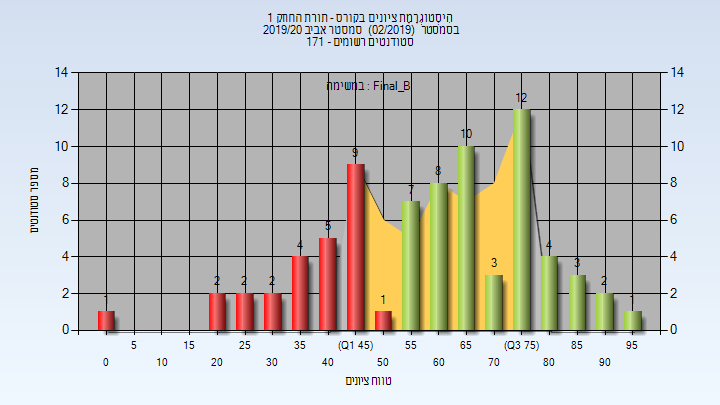 היסטוגרמת ציונים בקורס - תורת החוזק 1
בסמסטר (02/2019) סמסטר אביב 2019/20
סטודנטים רשומים - 171
במשימה : Final_B
מספר סטודנטים
14 12 10 8 6 4 2 0
14 12 10 8 6 4 2 0
1 2 2 2 4 5 9 1 7 8 10 3 12 4 3 2 1
5 15 25 35 (Q1 45) 55 65 (Q3 75) 85 95
0 10 20 30 40 50 60 70 80 90
טווח ציונים